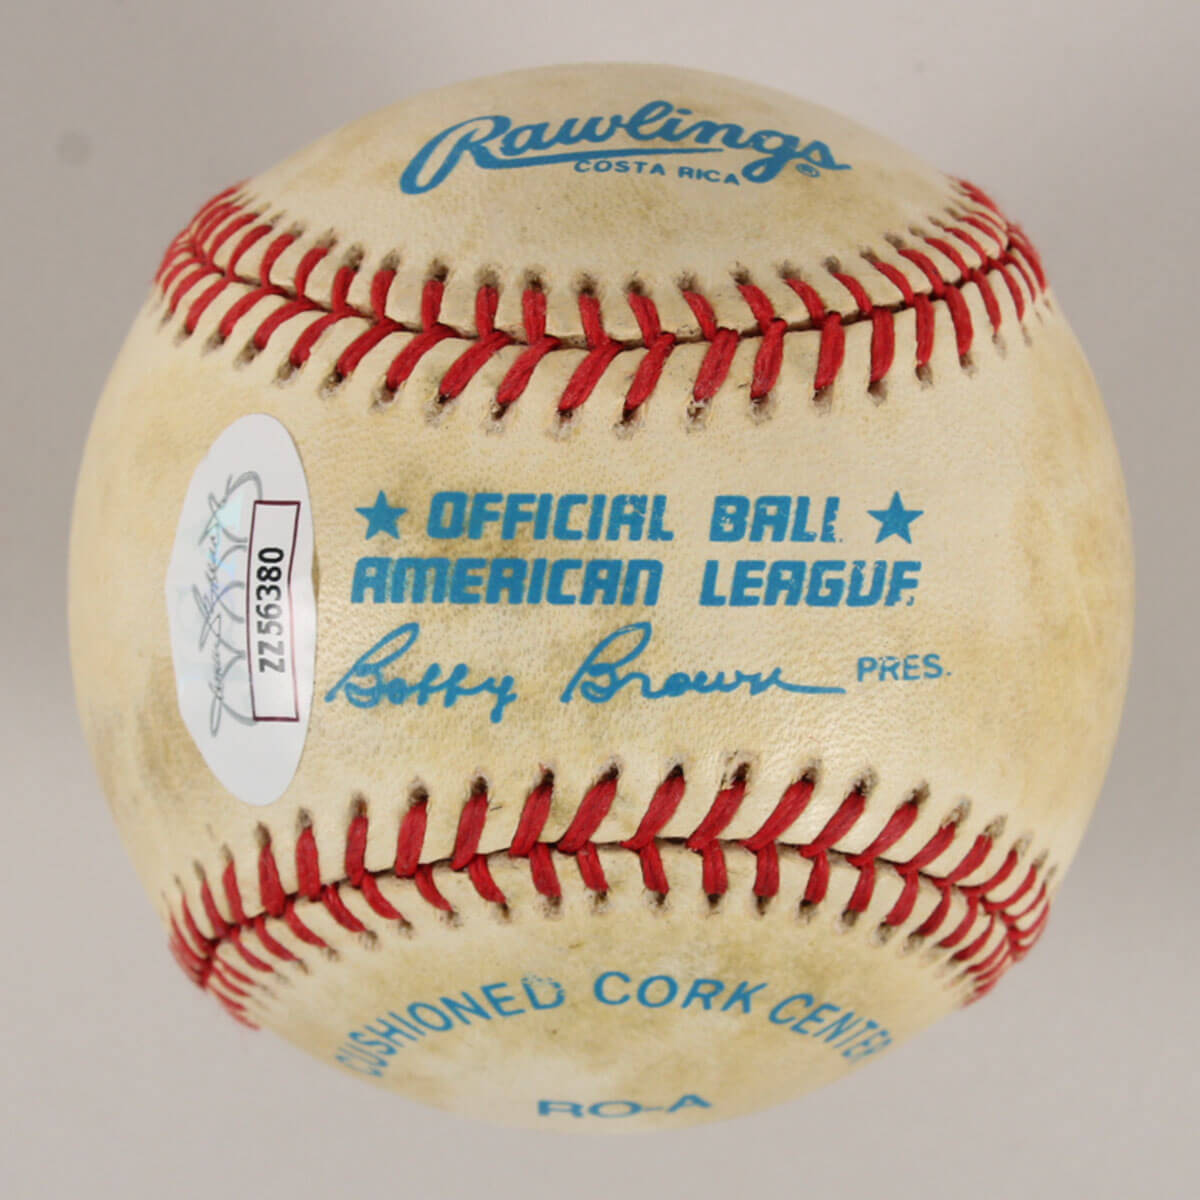 Rawlings®
COSTA RICA
★ OFFICIAL BALL ★
AMERICAN LEAGUE
Bobby Brown PRES.
ZZ56380
CUSHIONED CORK CENTER
RO-A